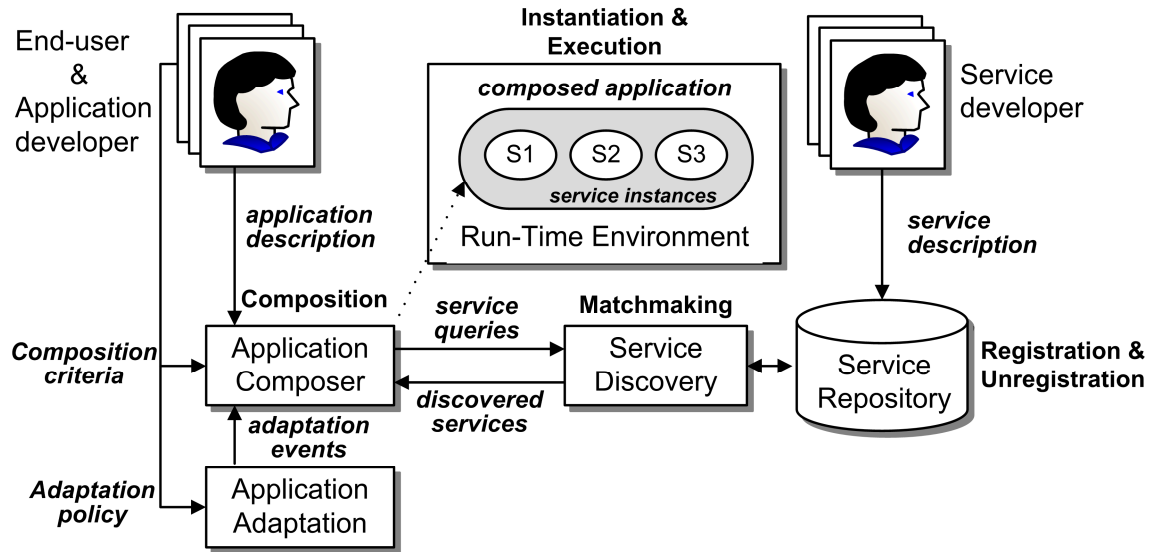 End-user
&
Application
developer
Instantiation &
Execution
composed application
S1 S2 S3
service instances
Run-Time Environment
Service
developer
application
description
service
description
Composition
service
queries
Matchmaking
Composition
criteria
Application
Composer
Service
Discovery
Service
Repository
Registration &
Unregistration
discovered
services
adaptation
events
Adaptation
policy
Application
Adaptation